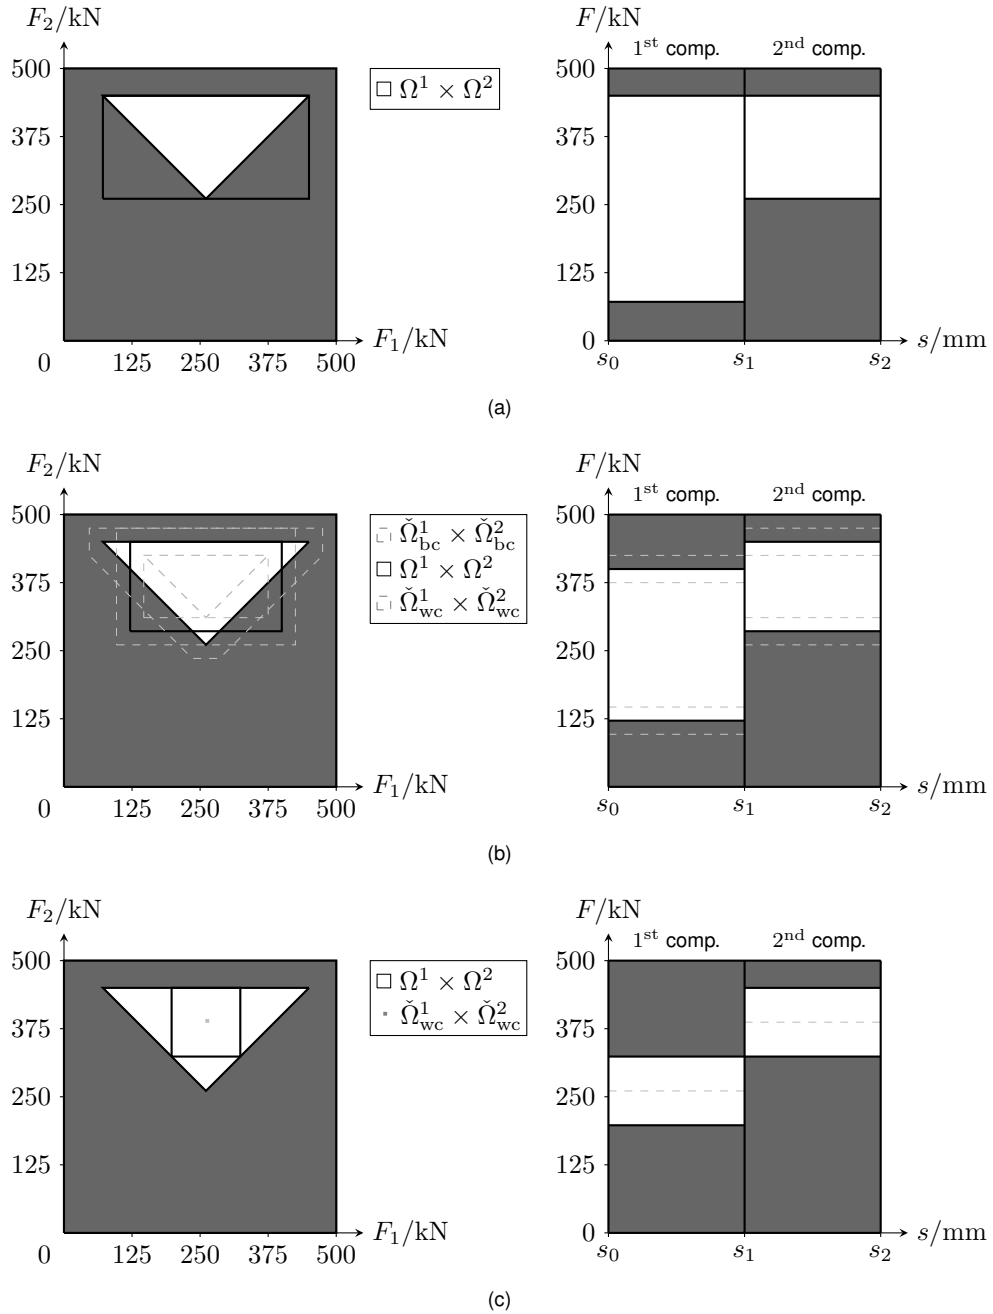 F₂/kN
500
375
250
125
0
125 250 375 500
F₁/kN
□ Ω¹ × Ω²
F/kN
1st comp. 2nd comp.
500
375
250
125
0
s₀ s₁ s₂
s/mm
(a)
F₂/kN
500
375
250
125
0
125 250 375 500
F₁/kN
Ω̌¹bc × Ω̌²bc
Ω¹ × Ω²
Ω̌¹wc × Ω̌²wc
F/kN
1st comp. 2nd comp.
500
375
250
125
0
s₀ s₁ s₂
s/mm
(b)
F₂/kN
500
375
250
125
0
125 250 375 500
F₁/kN
Ω¹ × Ω²
Ω̌¹wc × Ω̌²wc
F/kN
1st comp. 2nd comp.
500
375
250
125
0
s₀ s₁ s₂
s/mm
(c)